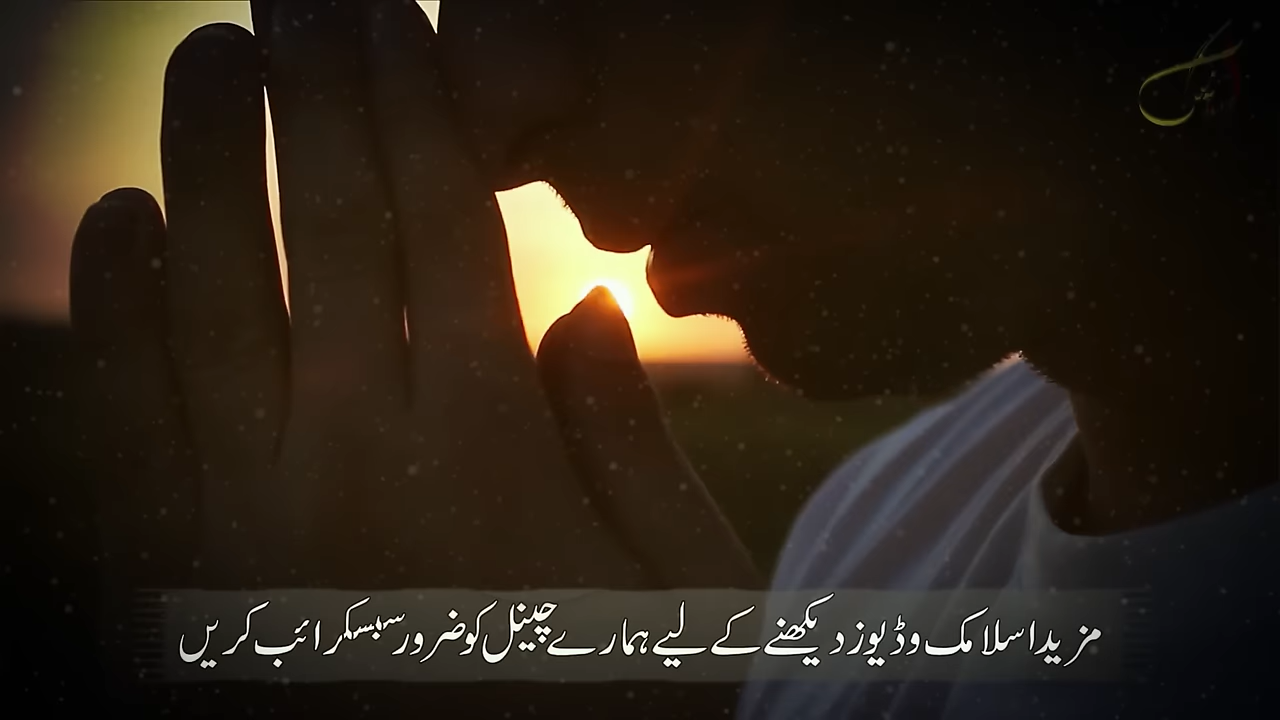 مزید اسلامک وڈیوز دیکھنے کے لیے ہمارے چینل کو ضرور سبسکرائب کریں